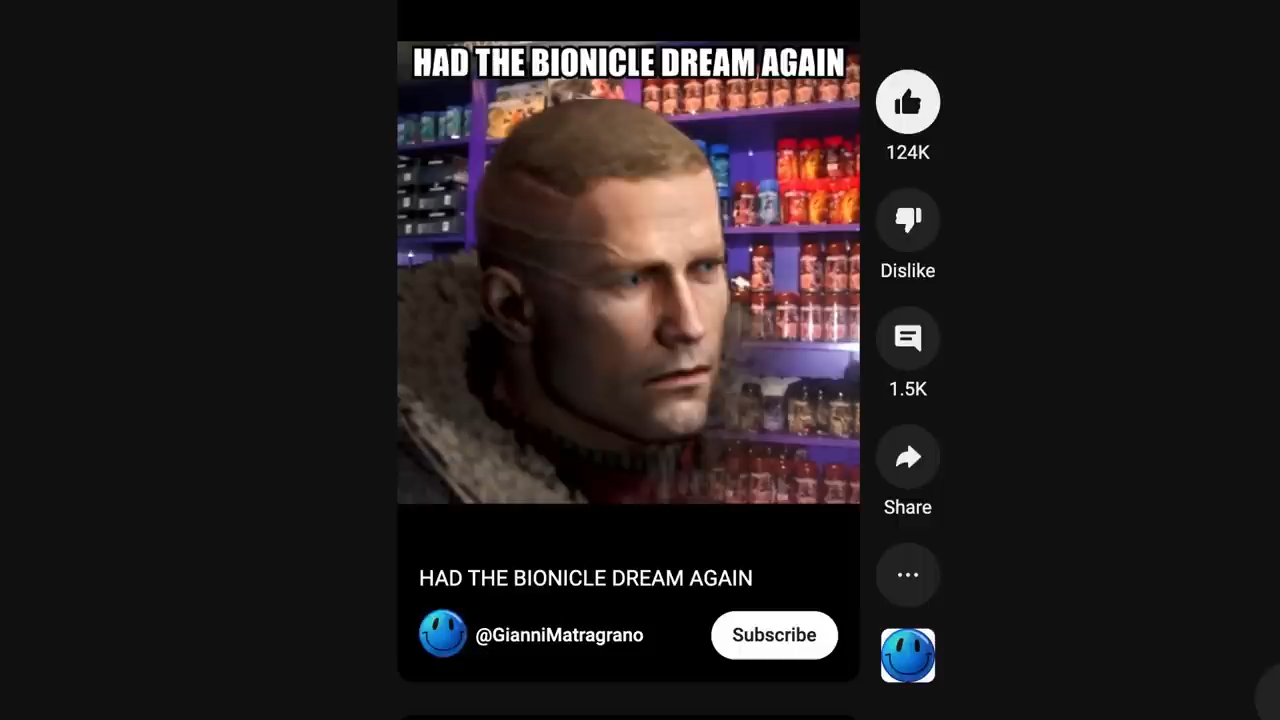 HAD THE BIONICLE DREAM AGAIN
124K
Dislike
1.5K
Share
HAD THE BIONICLE DREAM AGAIN
@GianniMatragrano
Subscribe